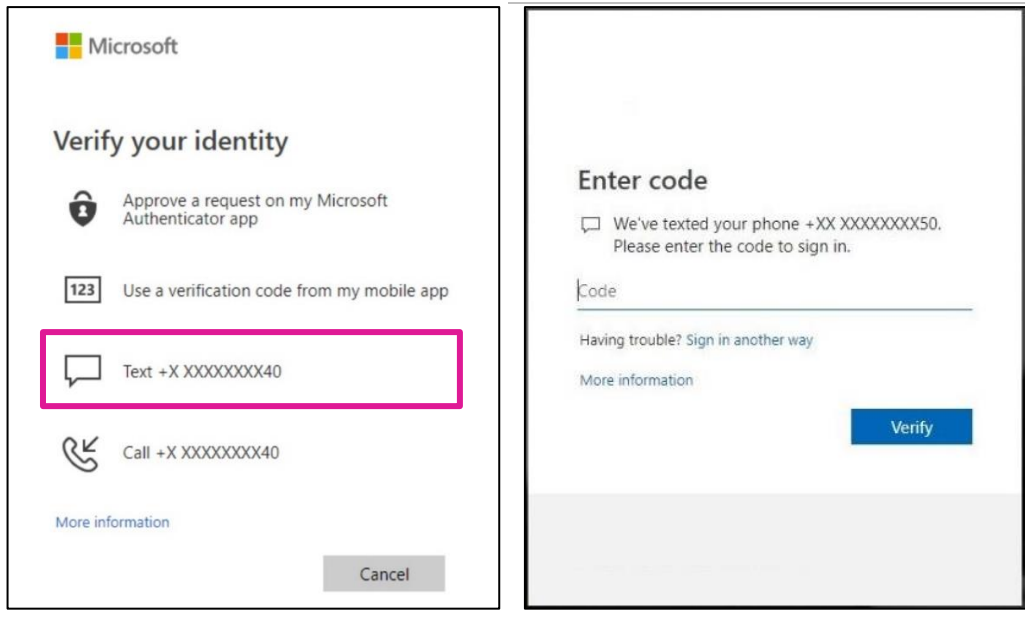 Microsoft
Verify your identity
Approve a request on my Microsoft
Authenticator app
123
Use a verification code from my mobile app
Text +X XXXXXXXX40
Call +X XXXXXXXX40
More information
Cancel
Enter code
We've texted your phone +XX XXXXXXXX50.
Please enter the code to sign in.
Code
Having trouble? Sign in another way
More information
Verify